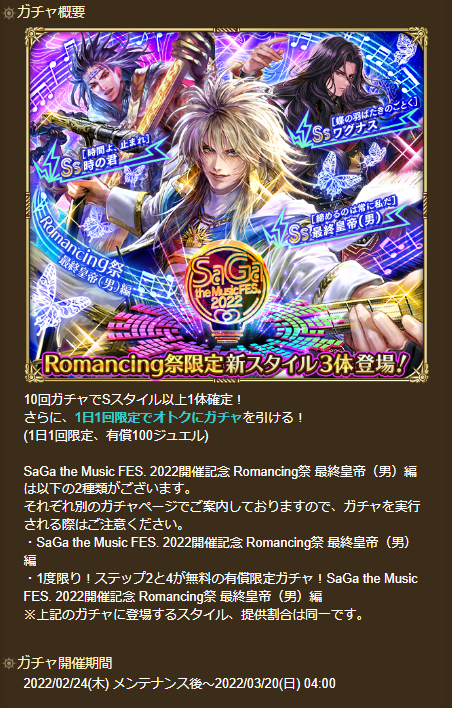 ガチャ概要
[時間よ、止まれ]
SS 時の君
[蝶の羽ばたきのごとく]
SS ワグナス
[締めるのは常に私だ]
SS 最終皇帝(男)
Romancing祭
最終皇帝(男)編
SaGa
the Music FES.
2022
Romancing祭限定新スタイル3体登場!
10回ガチャでSスタイル以上1体確定！
さらに、1日1回限定でオトクにガチャを引ける！
(1日1回限定、有償100ジュエル)
SaGa the Music FES. 2022開催記念 Romancing祭 最終皇帝（男）編
は以下の2種類がございます。
それぞれ別のガチャページでご案内しておりますので、ガチャを実行
される際はご注意ください。
・SaGa the Music FES. 2022開催記念 Romancing祭 最終皇帝（男）
編
・1度限り！ステップ2と4が無料の有償限定ガチャ！SaGa the Music
FES. 2022開催記念 Romancing祭 最終皇帝（男）編
※上記のガチャに登場するスタイル、提供割合は同一です。
ガチャ開催期間
2022/02/24(木) メンテナンス後～2022/03/20(日) 04:00